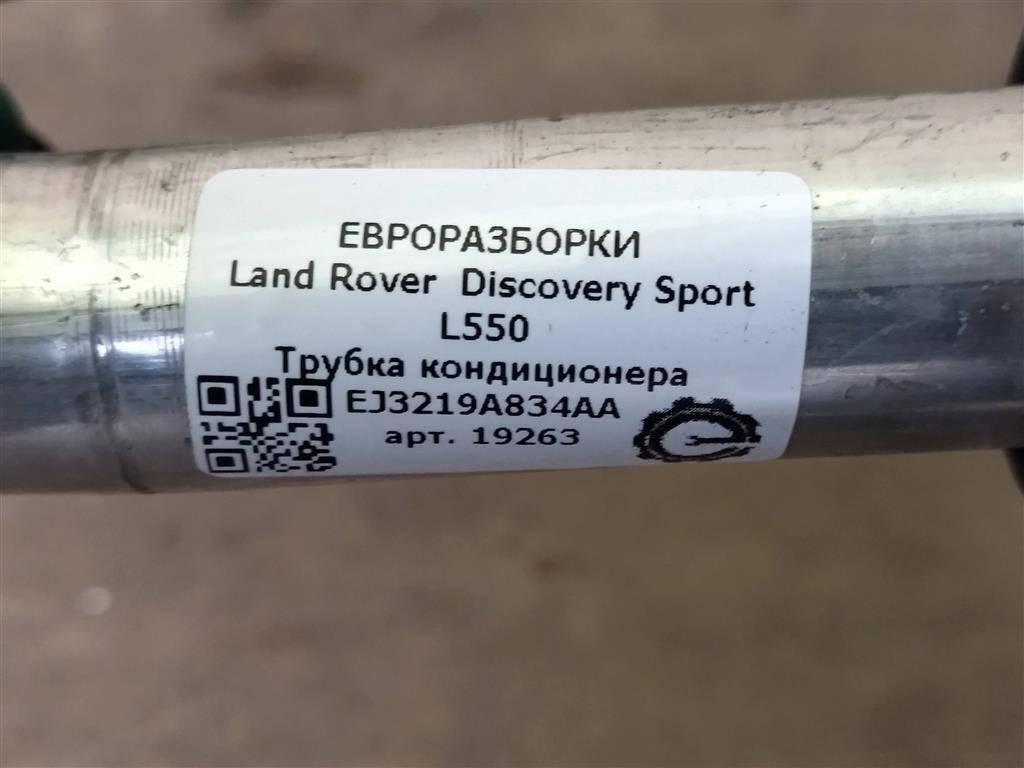 ЕВРОРАЗБОРКИ
Land Rover Discovery Sport
L550
Трубка кондиционера
EJ3219A834AA
арт. 19263